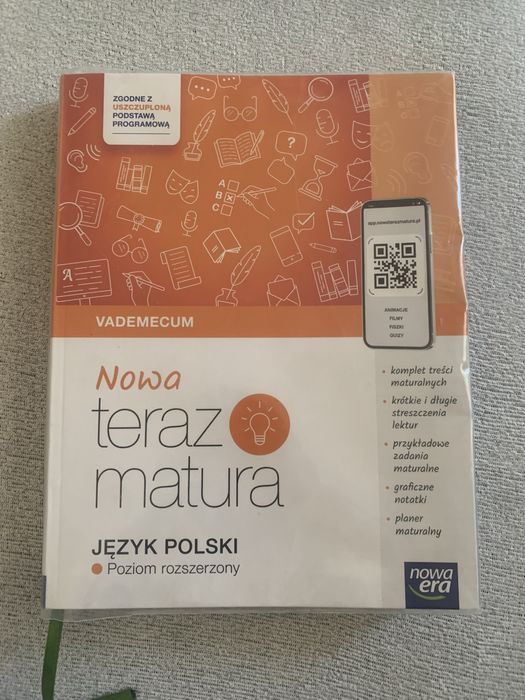 ZGODNE Z
USZCZUPLONĄ
PODSTAWĄ
PROGRAMOWĄ
A
B
C
X
?
A
app.nowaterazmatura.pl
ANIMACJE
FILMY
FISZKI
QUIZY
VADEMECUM
Nowa
teraz
matura
JĘZYK POLSKI
Poziom rozszerzony
• komplet treści
maturalnych
• krótkie i długie
streszczenia
lektur
• przykładowe
zadania
maturalne
• graficzne
notatki
• planer
maturalny
nowa
era